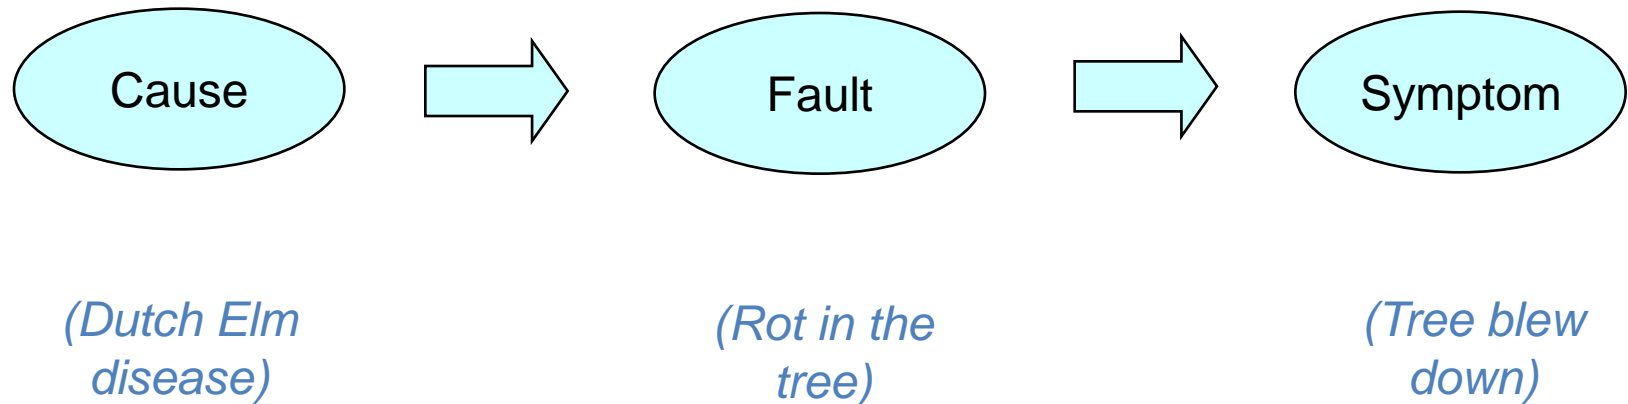 Cause
Fault
Symptom
(Dutch Elm
disease)
(Rot in the
tree)
(Tree blew
down)